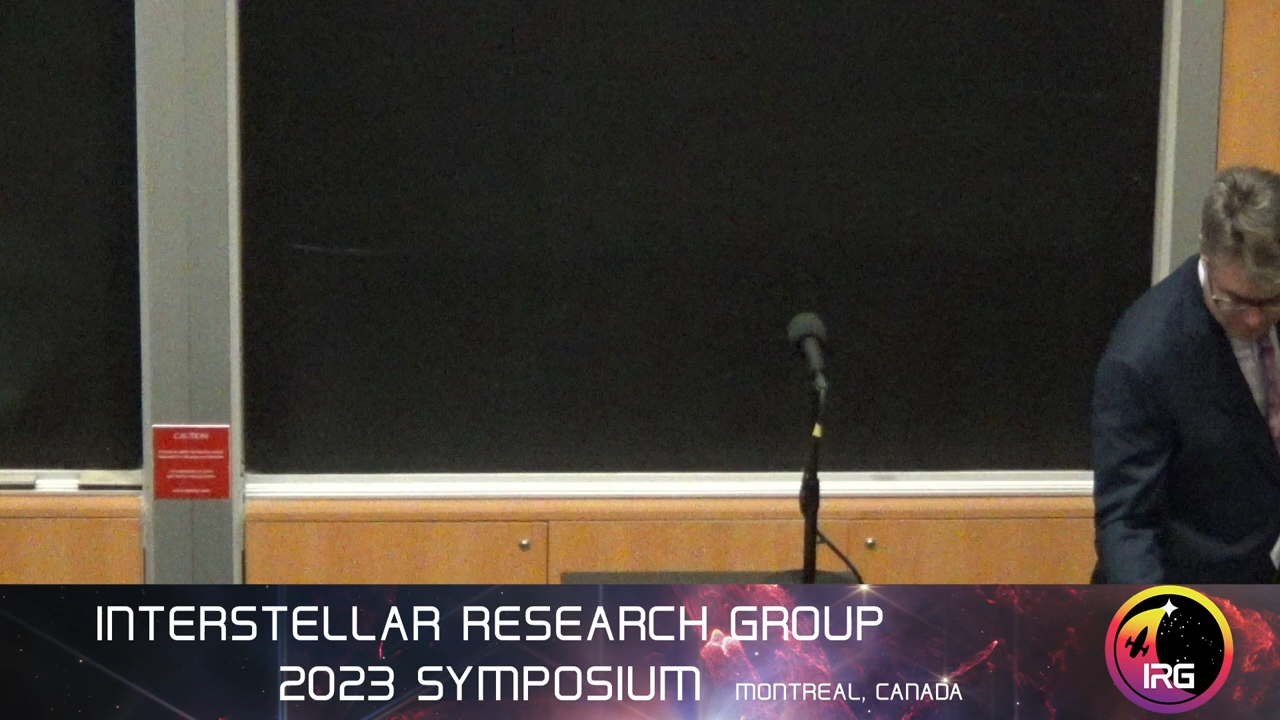 CAUTION
INTERSTELLAR RESEARCH GROUP
2023 SYMPOSIUM MONTREAL, CANADA
IRG